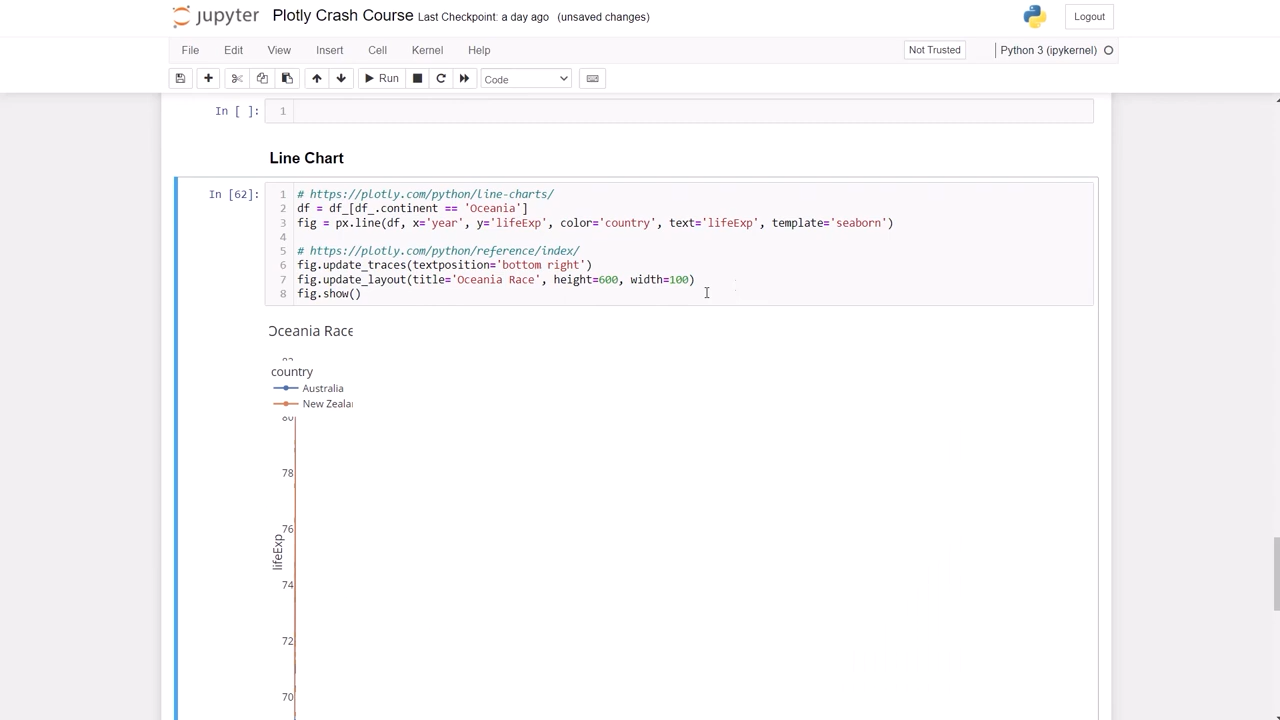 jupyter Plotly Crash Course Last Checkpoint: a day ago (unsaved changes) Logout
File Edit View Insert Cell Kernel Help Not Trusted Python 3 (ipykernel)
Run Code
In [ ]: 1
Line Chart
In [62]: 1 # https://plotly.com/python/line-charts/
2 df = df_[df_.continent == 'Oceania']
3 fig = px.line(df, x='year', y='lifeExp', color='country', text='lifeExp', template='seaborn')
4
5 # https://plotly.com/python/reference/index/
6 fig.update_traces(textposition='bottom right')
7 fig.update_layout(title='Oceania Race', height=600, width=100)
8 fig.show()
Oceania Race
country
Australia
New Zealan
80
78
76
lifeExp
74
72
70